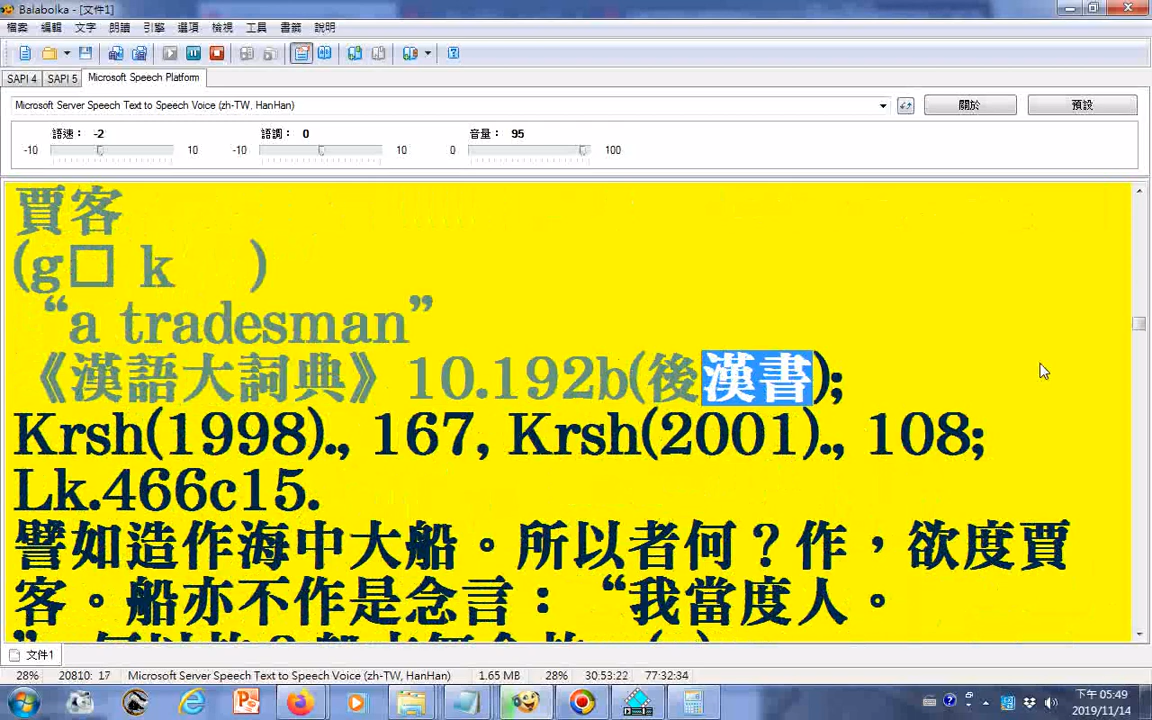 Balabolka - [文件1]
檔案 編輯 文字 朗讀 引擎 選項 檢視 工具 書籤 說明
SAPI 4 SAPI 5 Microsoft Speech Platform
Microsoft Server Speech Text to Speech Voice (zh-TW, HanHan) 關於 預設
語速： -2 語調： 0 音量： 95
-10 10 -10 10 0 100
賈客
(g□ k )
“a tradesman”
《漢語大詞典》 10.192b(後漢書);
Krsh(1998)., 167, Krsh(2001)., 108;
Lk.466c15.
譬如造作海中大船。所以者何？作，欲度賈
客。船亦不作是念言：“我當度人。
文件1
28% 20810: 17 Microsoft Server Speech Text to Speech Voice (zh-TW, HanHan) 1.65 MB 28% 30:53:22 77:32:34
下午 05:49
2019/11/14